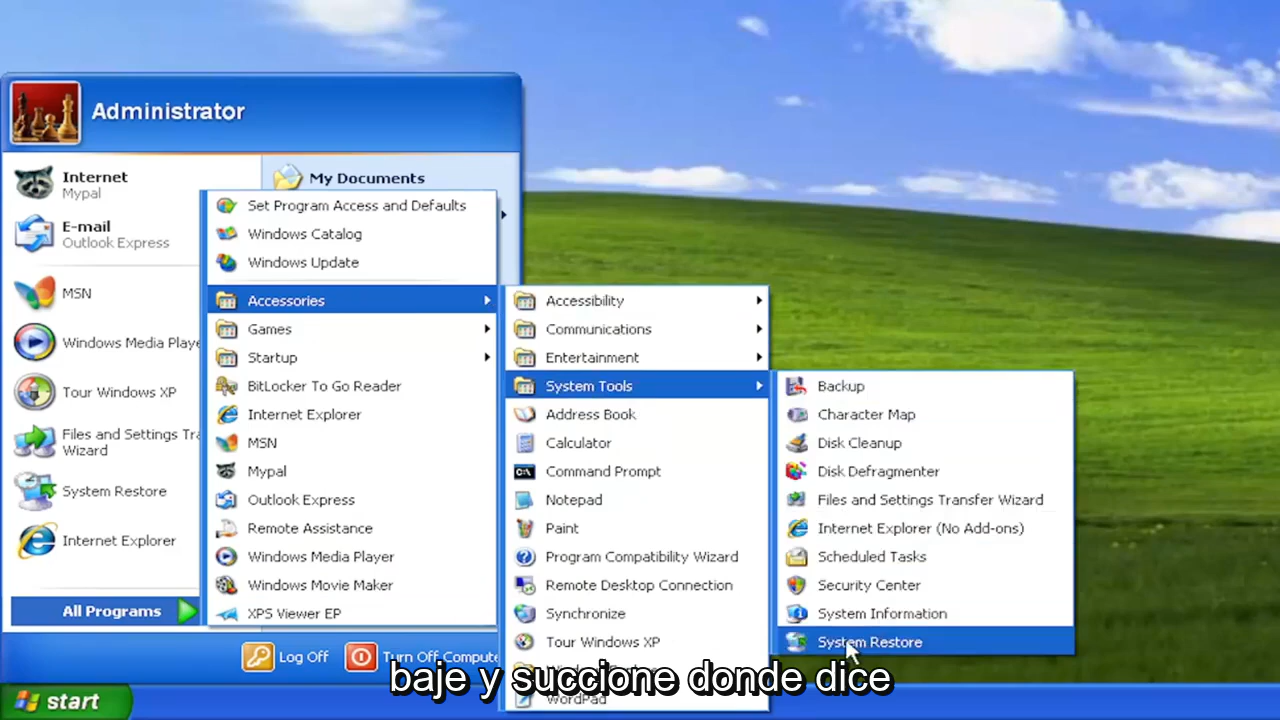 Administrator
Internet
Mypal
E-mail
Outlook Express
MSN
Windows Media Playe
Tour Windows XP
Files and Settings Tra
Wizard
System Restore
Internet Explorer
All Programs
My Documents
Set Program Access and Defaults
Windows Catalog
Windows Update
Accessories
Games
Startup
BitLocker To Go Reader
Internet Explorer
MSN
Mypal
Outlook Express
Remote Assistance
Windows Media Player
Windows Movie Maker
XPS Viewer EP
Accessibility
Communications
Entertainment
System Tools
Address Book
Calculator
Command Prompt
Notepad
Paint
Program Compatibility Wizard
Remote Desktop Connection
Synchronize
Tour Windows XP
WordPad
Backup
Character Map
Disk Cleanup
Disk Defragmenter
Files and Settings Transfer Wizard
Internet Explorer (No Add-ons)
Scheduled Tasks
Security Center
System Information
System Restore
Log Off
Turn Off Compute
baje y succione donde dice
start